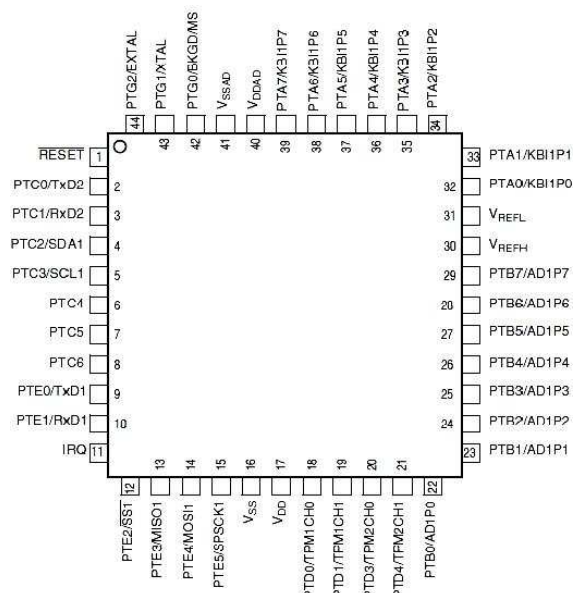 PTG2/EXTAL
PTG1/XTAL
PTG0/BKGD/MS
VSSAD
VDDAD
PTA7/KBI1P7
PTA6/KBI1P6
PTA5/KBI1P5
PTA4/KBI1P4
PTA3/KBI1P3
PTA2/KBI1P2
44
43
42
41
40
39
38
37
36
35
34
RESET 1
PTC0/TxD2 2
PTC1/RxD2 3
PTC2/SDA1 4
PTC3/SCL1 5
PTC4 6
PTC5 7
PTC6 8
PTE0/TxD1 9
PTE1/RxD1 10
IRQ 11
33 PTA1/KBI1P1
32 PTA0/KBI1P0
31 VREFL
30 VREFH
29 PTB7/AD1P7
28 PTB6/AD1P6
27 PTB5/AD1P5
26 PTB4/AD1P4
25 PTB3/AD1P3
24 PTB2/AD1P2
23 PTB1/AD1P1
12
13
14
15
16
17
18
19
20
21
22
PTE2/SS1
PTE3/MISO1
PTE4/MOSI1
PTE5/SPSCK1
VSS
VDD
PTD0/TPM1CH0
PTD1/TPM1CH1
PTD3/TPM2CH0
PTD4/TPM2CH1
PTB0/AD1P0